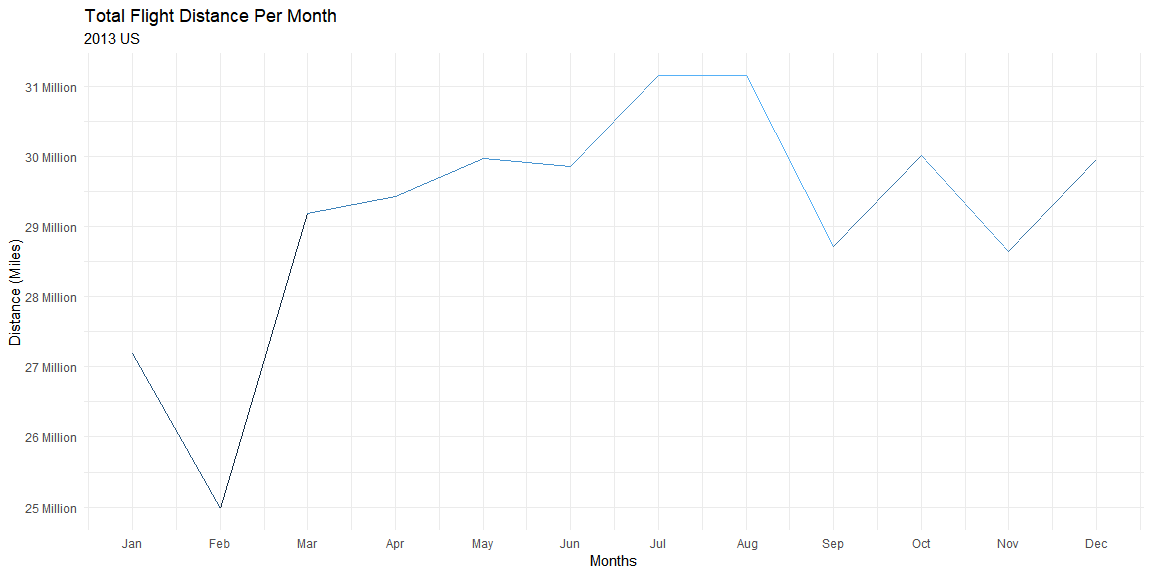 Total Flight Distance Per Month
2013 US
Distance (Miles)
31 Million
30 Million
29 Million
28 Million
27 Million
26 Million
25 Million
Jan Feb Mar Apr May Jun Jul Aug Sep Oct Nov Dec
Months